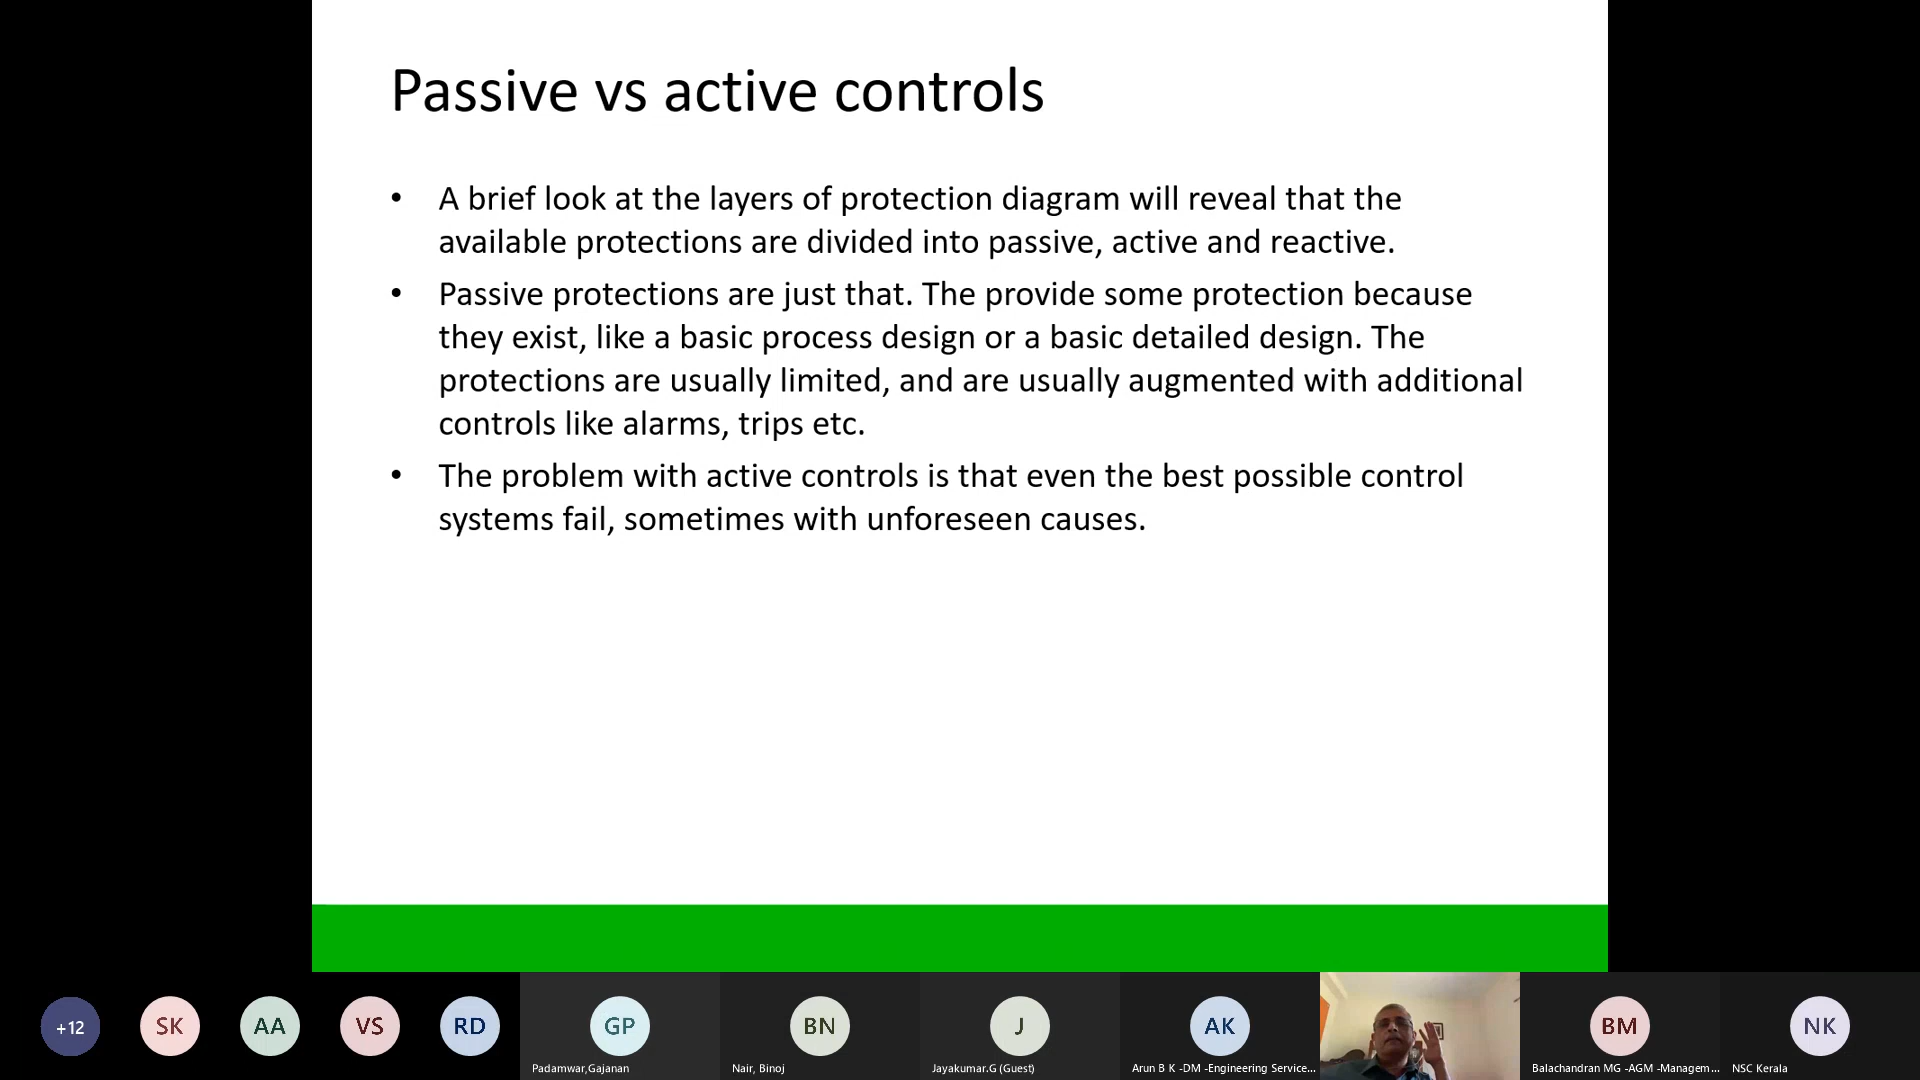 Passive vs active controls
• A brief look at the layers of protection diagram will reveal that the
available protections are divided into passive, active and reactive.
• Passive protections are just that. The provide some protection because
they exist, like a basic process design or a basic detailed design. The
protections are usually limited, and are usually augmented with additional
controls like alarms, trips etc.
• The problem with active controls is that even the best possible control
systems fail, sometimes with unforeseen causes.
+12
SK
AA
VS
RD
GP
Padamwar,Gajanan
BN
Nair, Binoj
J
Jayakumar.G (Guest)
AK
Arun B K -DM -Engineering Service...
BM
Balachandran MG -AGM -Managem...
NK
NSC Kerala